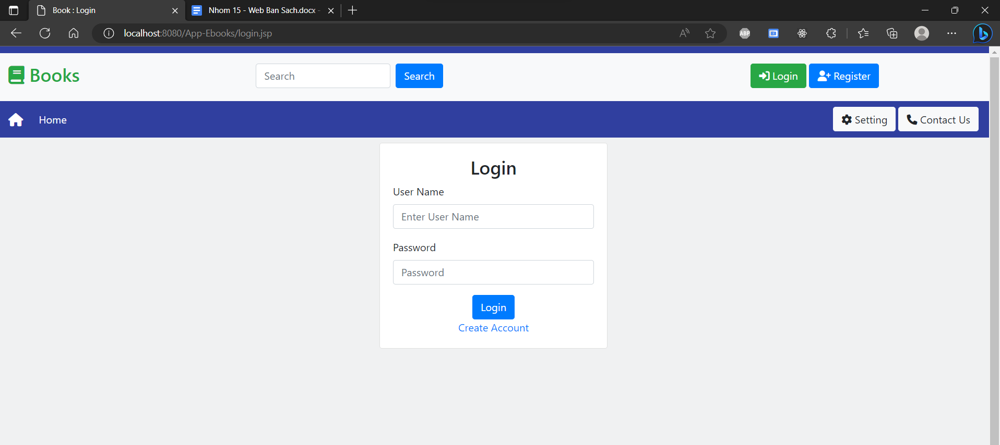 Book : Login
Nhom 15 - Web Ban Sach.docx -
localhost:8080/App-Ebooks/login.jsp
ABP
Books
Search
Search
Login
Register
Home
Setting
Contact Us
Login
User Name
Enter User Name
Password
Password
Login
Create Account